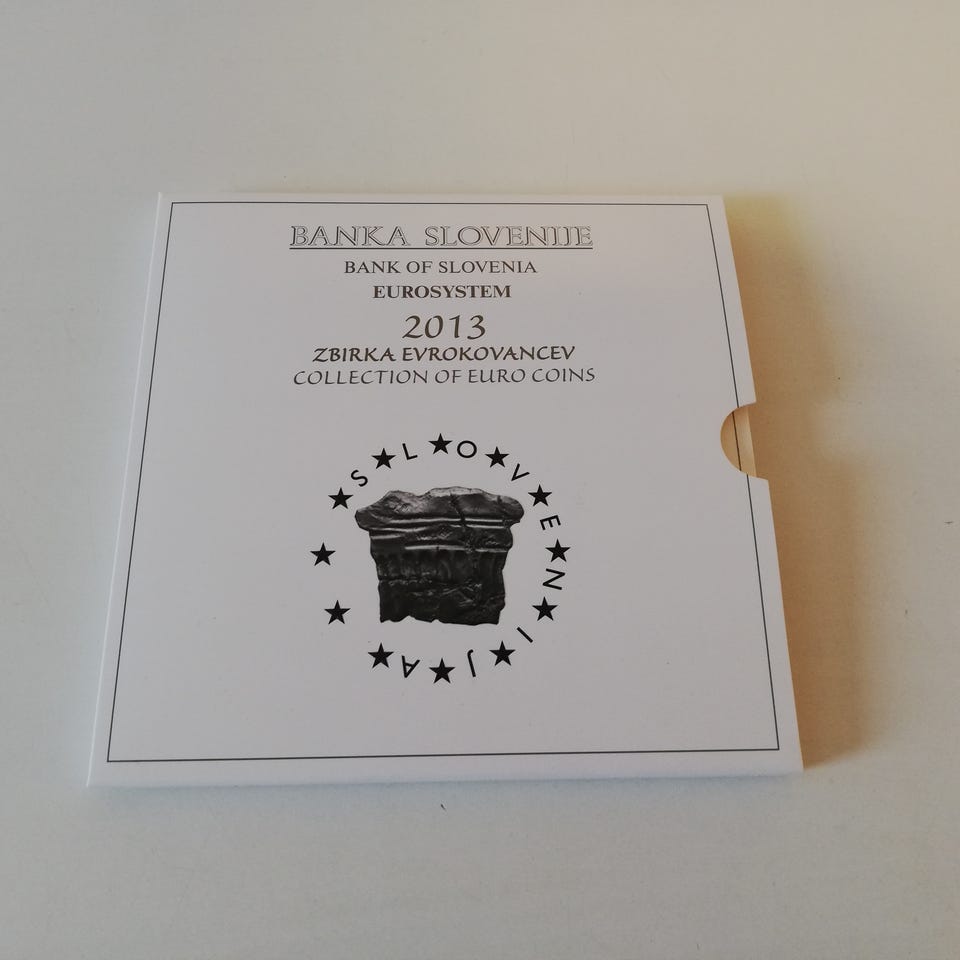 BANKA SLOVENIJE
BANK OF SLOVENIA
EUROSYSTEM
2013
ZBIRKA EVROKOVANCEV
COLLECTION OF EURO COINS
SLOVENIJA